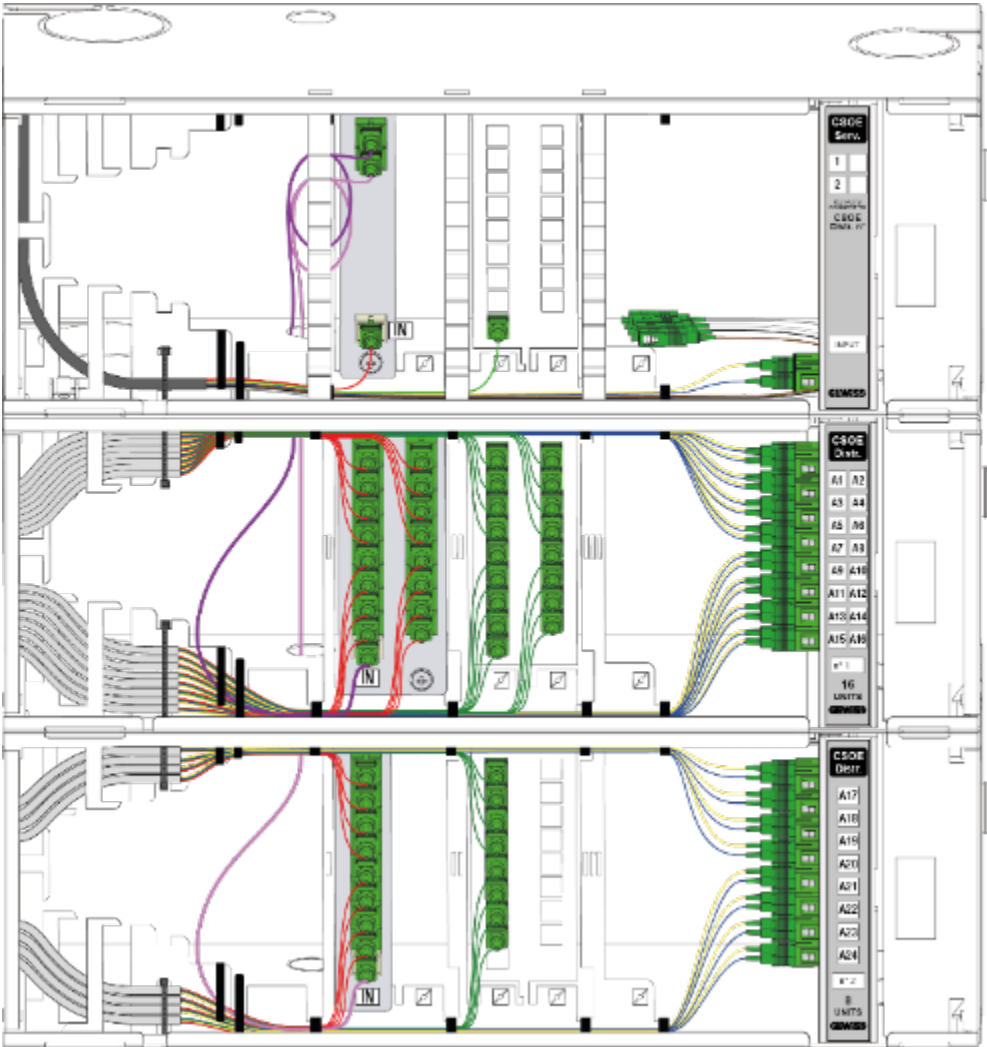 CSOE
Serv.
1
2
CSOE
IN
INPUT
GEWISS
CSOE
Distr.
A1 A2
A3 A4
A5 A6
A7 A8
A9 A10
A11 A12
A13 A14
A15 A16
IN
n° 1
16
UNITS
GEWISS
CSOE
Distr.
A17
A18
A19
A20
A21
A22
A23
A24
IN
n° 2
8
UNITS
GEWISS